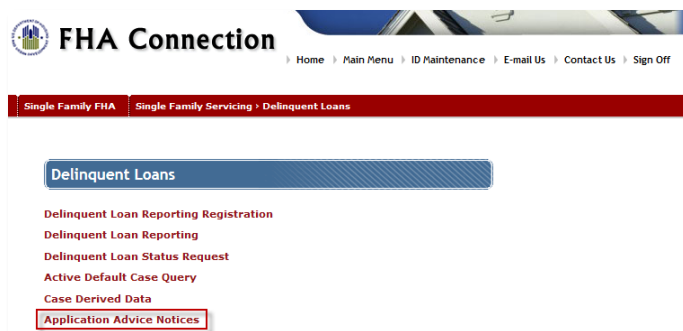 FHA Connection
Home Main Menu ID Maintenance E-mail Us Contact Us Sign Off
Single Family FHA Single Family Servicing › Delinquent Loans
Delinquent Loans
Delinquent Loan Reporting Registration
Delinquent Loan Reporting
Delinquent Loan Status Request
Active Default Case Query
Case Derived Data
Application Advice Notices